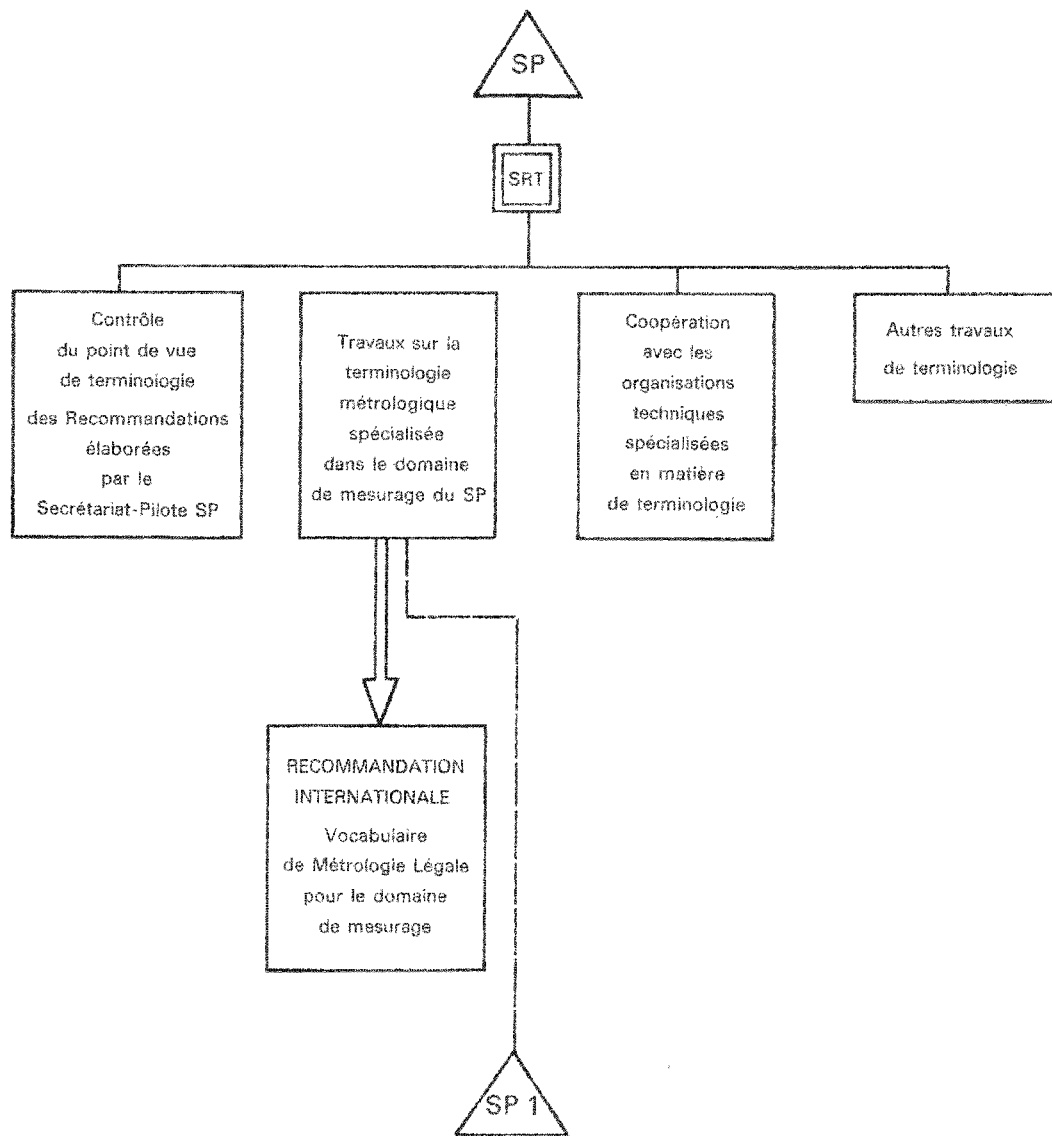 SP
SRT
Contrôle
du point de vue
de terminologie
des Recommandations
élaborées
par le
Secrétariat-Pilote SP
Travaux sur la
terminologie
métrologique
spécialisée
dans le domaine
de mesurage du SP
Coopération
avec les
organisations
techniques
spécialisées
en matière
de terminologie
Autres travaux
de terminologie
RECOMMANDATION
INTERNATIONALE
Vocabulaire
de Métrologie Légale
pour le domaine
de mesurage
SP 1